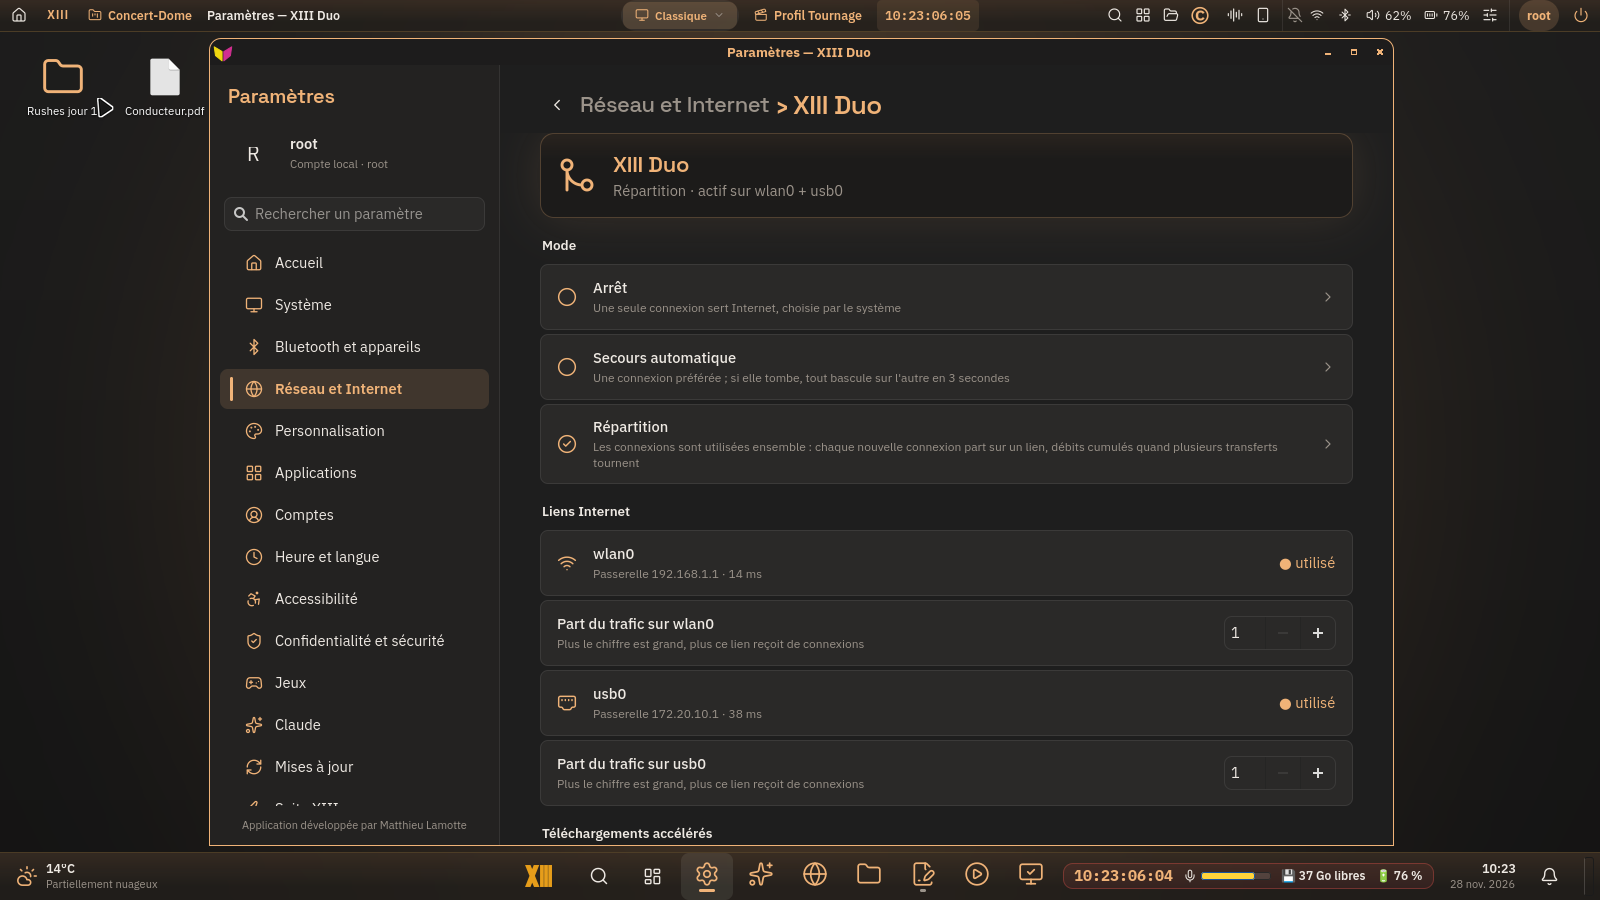 XIII
Concert-Dome
Paramètres — XIII Duo
Classique
Profil Tournage
10:23:06:05
62%
76%
root
Rushes jour 1
Conducteur.pdf
Paramètres — XIII Duo
Paramètres
R
root
Compte local · root
Rechercher un paramètre
Accueil
Système
Bluetooth et appareils
Réseau et Internet
Personnalisation
Applications
Comptes
Heure et langue
Accessibilité
Confidentialité et sécurité
Jeux
Claude
Mises à jour
Suite XIII
Application développée par Matthieu Lamotte
Réseau et Internet > XIII Duo
XIII Duo
Répartition · actif sur wlan0 + usb0
Mode
Arrêt
Une seule connexion sert Internet, choisie par le système
Secours automatique
Une connexion préférée ; si elle tombe, tout bascule sur l'autre en 3 secondes
Répartition
Les connexions sont utilisées ensemble : chaque nouvelle connexion part sur un lien, débits cumulés quand plusieurs transferts
tournent
Liens Internet
wlan0
Passerelle 192.168.1.1 · 14 ms
utilisé
Part du trafic sur wlan0
Plus le chiffre est grand, plus ce lien reçoit de connexions
1
usb0
Passerelle 172.20.10.1 · 38 ms
utilisé
Part du trafic sur usb0
Plus le chiffre est grand, plus ce lien reçoit de connexions
1
Téléchargements accélérés
14°C
Partiellement nuageux
XIII
10:23:06:04
37 Go libres
76 %
10:23
28 nov. 2026